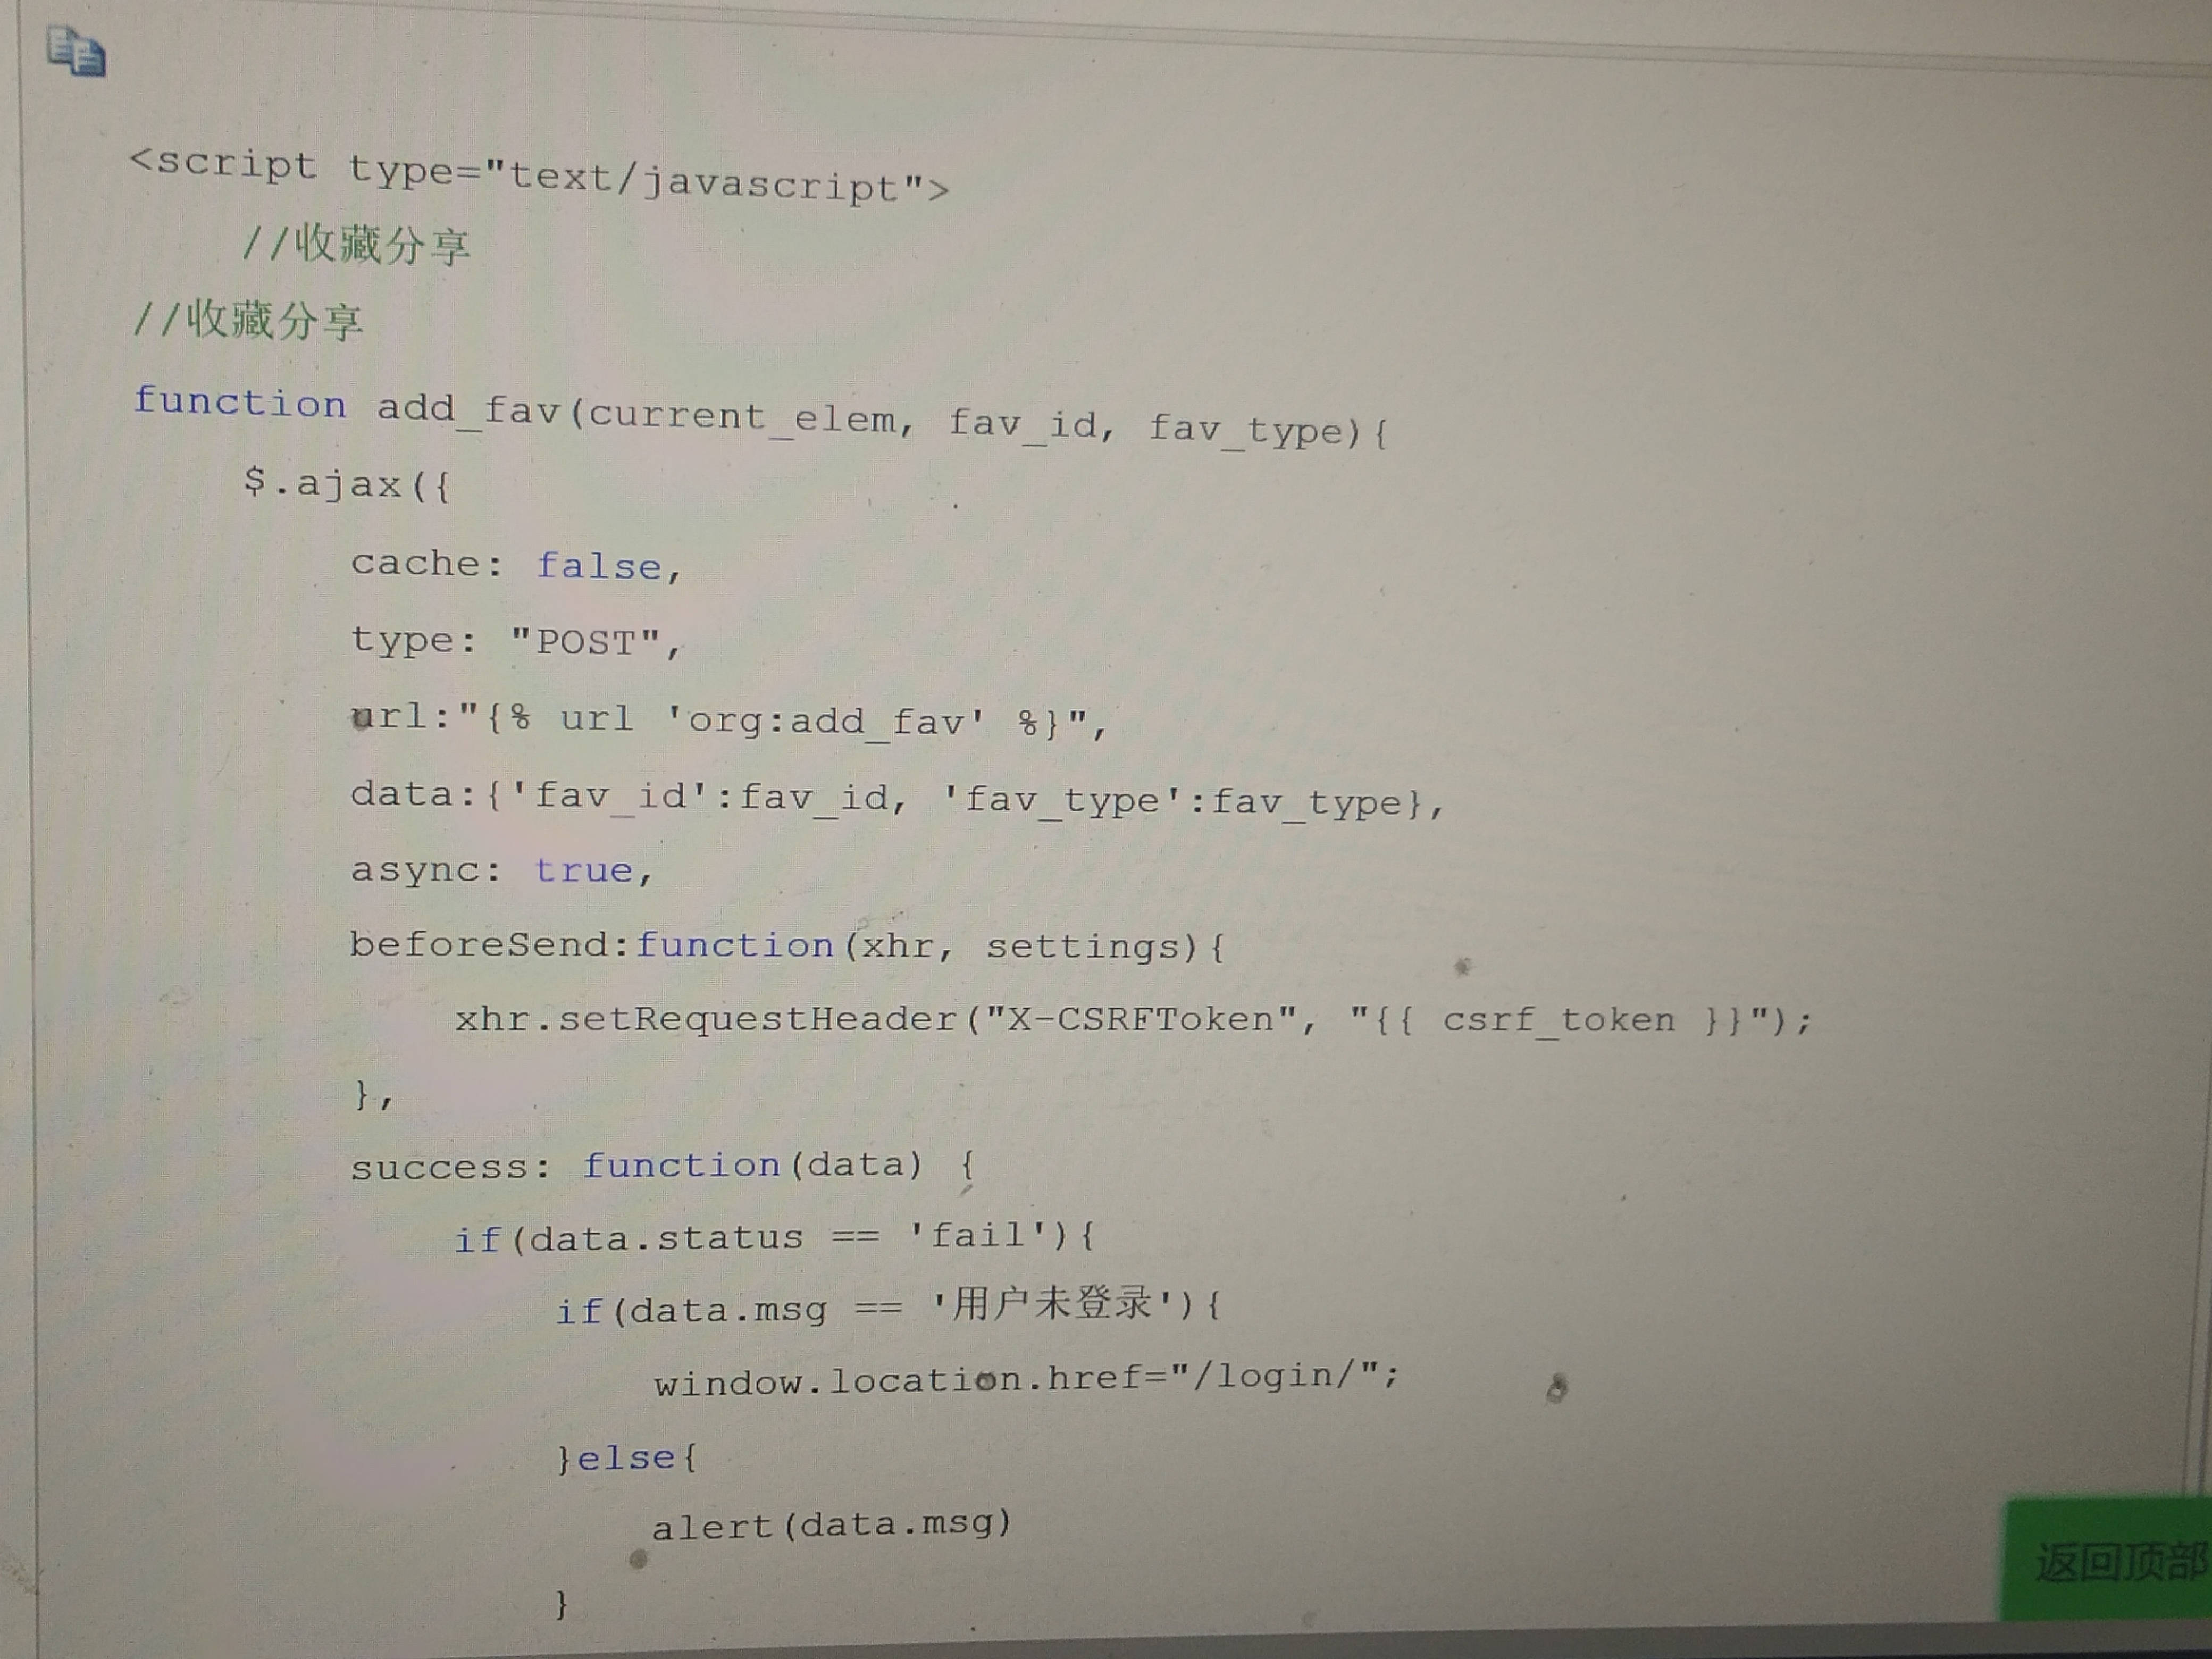 <script type="text/javascript">
    //收藏分享
//收藏分享
function add_fav(current_elem, fav_id, fav_type){
    $.ajax({
        cache: false,
        type: "POST",
        url:"{% url 'org:add_fav' %}",
        data:{'fav_id':fav_id, 'fav_type':fav_type},
        async: true,
        beforeSend:function(xhr, settings){
            xhr.setRequestHeader("X-CSRFToken", "{{ csrf_token }}");
        },
        success: function(data) {
            if(data.status == 'fail'){
                if(data.msg == '用户未登录'){
                    window.location.href="/login/";
                }else{
                    alert(data.msg)
                }
返回顶部